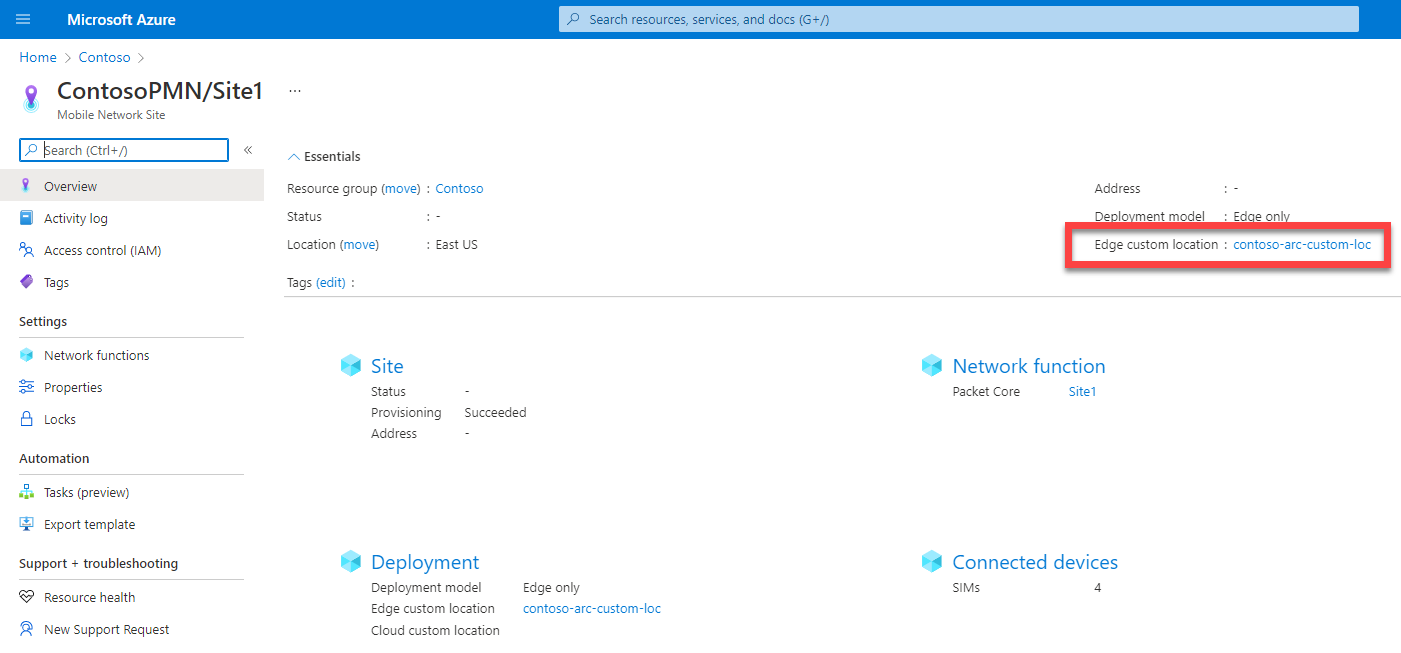 Microsoft Azure
Search resources, services, and docs (G+/)
Home > Contoso >
ContosoPMN/Site1 ...
Mobile Network Site
Search (Ctrl+/) «
Overview
Activity log
Access control (IAM)
Tags
Settings
Network functions
Properties
Locks
Automation
Tasks (preview)
Export template
Support + troubleshooting
Resource health
New Support Request
Essentials
Resource group (move) : Contoso
Status : -
Location (move) : East US
Tags (edit) :
Address : -
Deployment model : Edge only
Edge custom location : contoso-arc-custom-loc
Site
Status -
Provisioning Succeeded
Address -
Network function
Packet Core Site1
Deployment
Deployment model Edge only
Edge custom location contoso-arc-custom-loc
Cloud custom location
Connected devices
SIMs 4